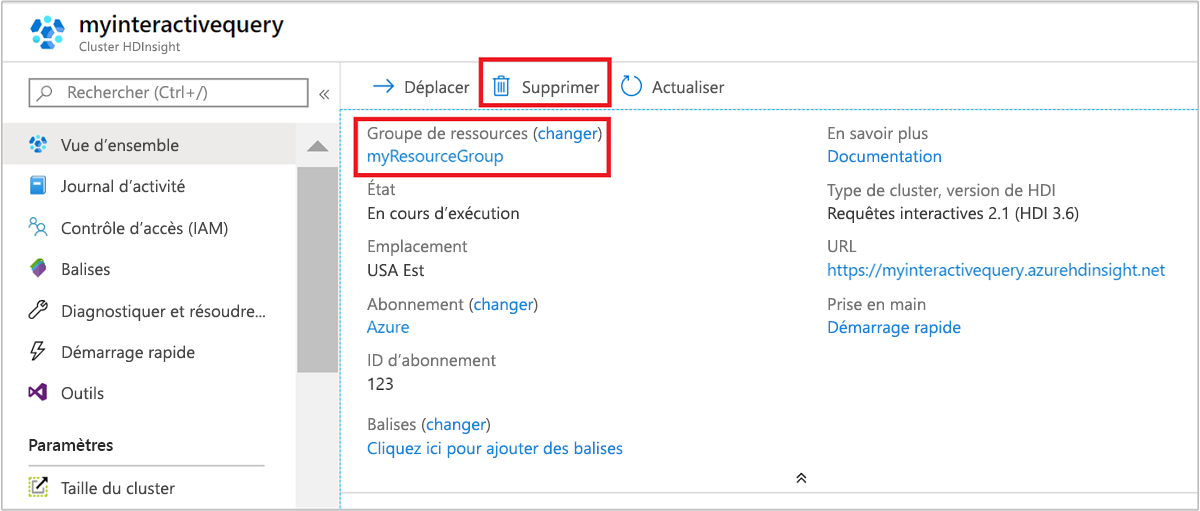 myinteractivequery
Cluster HDInsight
Rechercher (Ctrl+/)
«
Vue d’ensemble
Journal d’activité
Contrôle d’accès (IAM)
Balises
Diagnostiquer et résoudre...
Démarrage rapide
Outils
Paramètres
Taille du cluster
Déplacer
Supprimer
Actualiser
Groupe de ressources (changer)
myResourceGroup
État
En cours d’exécution
Emplacement
USA Est
Abonnement (changer)
Azure
ID d’abonnement
123
Balises (changer)
Cliquez ici pour ajouter des balises
En savoir plus
Documentation
Type de cluster, version de HDI
Requêtes interactives 2.1 (HDI 3.6)
URL
https://myinteractivequery.azurehdinsight.net
Prise en main
Démarrage rapide